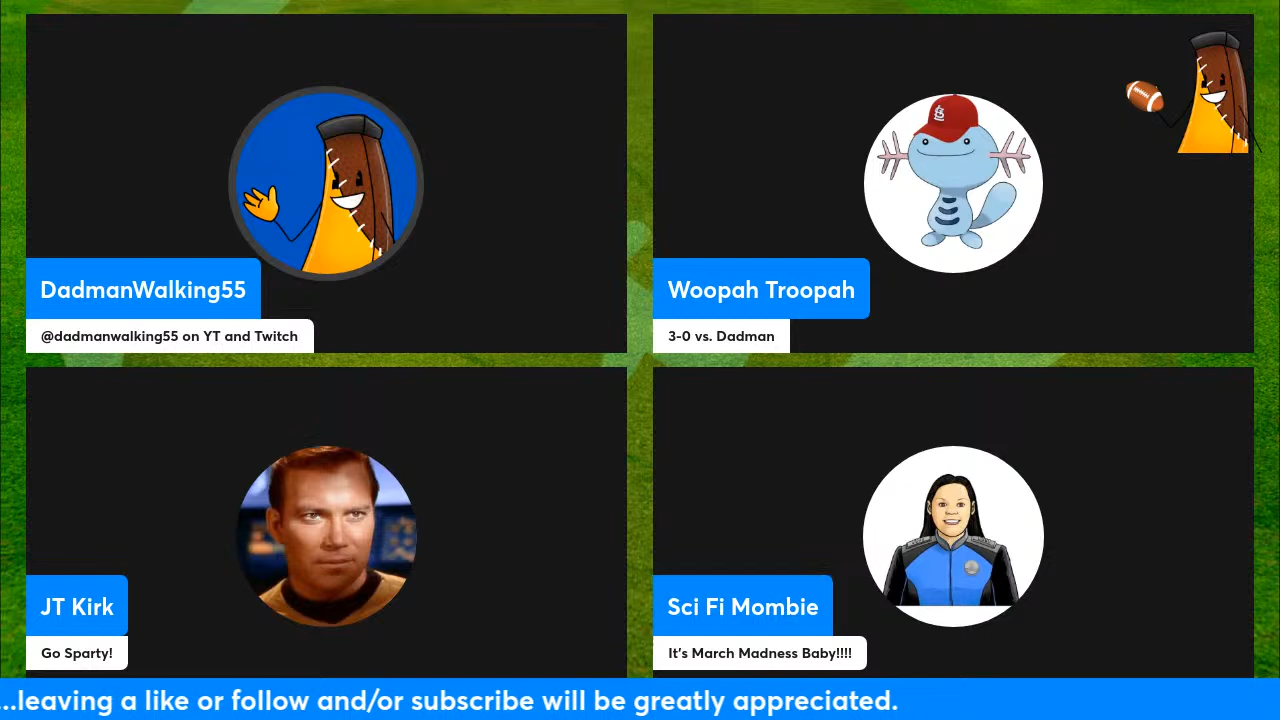 DadmanWalking55
@dadmanwalking55 on YT and Twitch
Woopah Troopah
3-0 vs. Dadman
JT Kirk
Go Sparty!
Sci Fi Mombie
It's March Madness Baby!!!!
...leaving a like or follow and/or subscribe will be greatly appreciated.